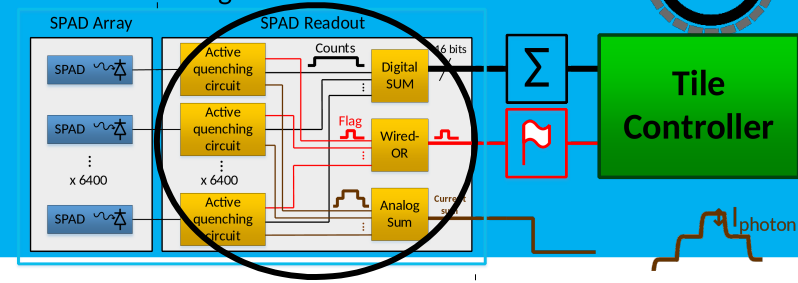 SPAD Array
SPAD Readout
SPAD
SPAD
x 6400
SPAD
Active
quenching
circuit
Active
quenching
circuit
x 6400
Active
quenching
circuit
Counts
Flag
Digital
SUM
Wired-
OR
Analog
Sum
16 bits
Current
sum
Σ
Tile
Controller
Iphoton